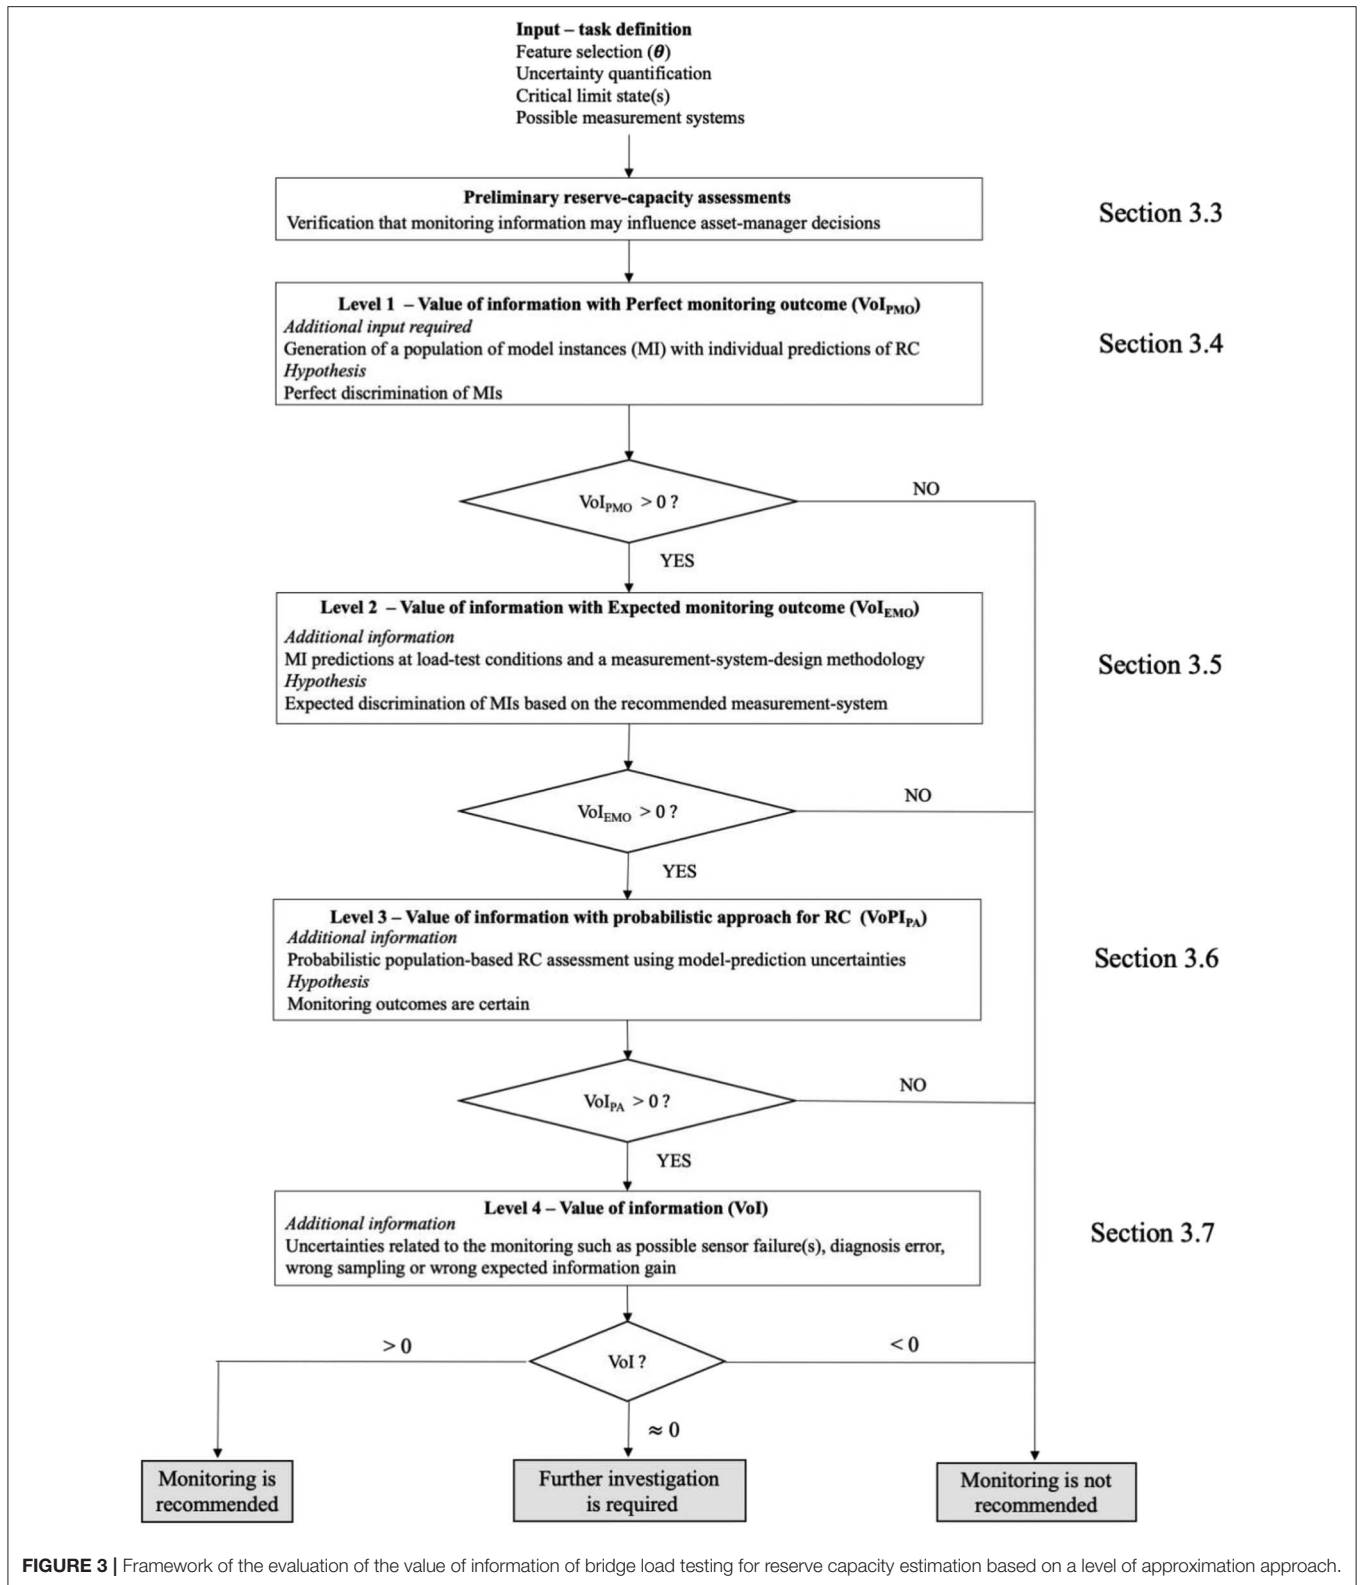 Input – task definition
Feature selection (θ)
Uncertainty quantification
Critical limit state(s)
Possible measurement systems
Preliminary reserve-capacity assessments
Verification that monitoring information may influence asset-manager decisions
Section 3.3
Level 1 – Value of information with Perfect monitoring outcome (VoI_PMO)
Additional input required
Generation of a population of model instances (MI) with individual predictions of RC
Hypothesis
Perfect discrimination of MIs
Section 3.4
VoI_PMO > 0 ?
NO
YES
Level 2 – Value of information with Expected monitoring outcome (VoI_EMO)
Additional information
MI predictions at load-test conditions and a measurement-system-design methodology
Hypothesis
Expected discrimination of MIs based on the recommended measurement-system
Section 3.5
VoI_EMO > 0 ?
NO
YES
Level 3 – Value of information with probabilistic approach for RC (VoPI_PA)
Additional information
Probabilistic population-based RC assessment using model-prediction uncertainties
Hypothesis
Monitoring outcomes are certain
Section 3.6
VoI_PA > 0 ?
NO
YES
Level 4 – Value of information (VoI)
Additional information
Uncertainties related to the monitoring such as possible sensor failure(s), diagnosis error,
wrong sampling or wrong expected information gain
Section 3.7
> 0
VoI ?
< 0
≈ 0
Monitoring is
recommended
Further investigation
is required
Monitoring is not
recommended
FIGURE 3 | Framework of the evaluation of the value of information of bridge load testing for reserve capacity estimation based on a level of approximation approach.